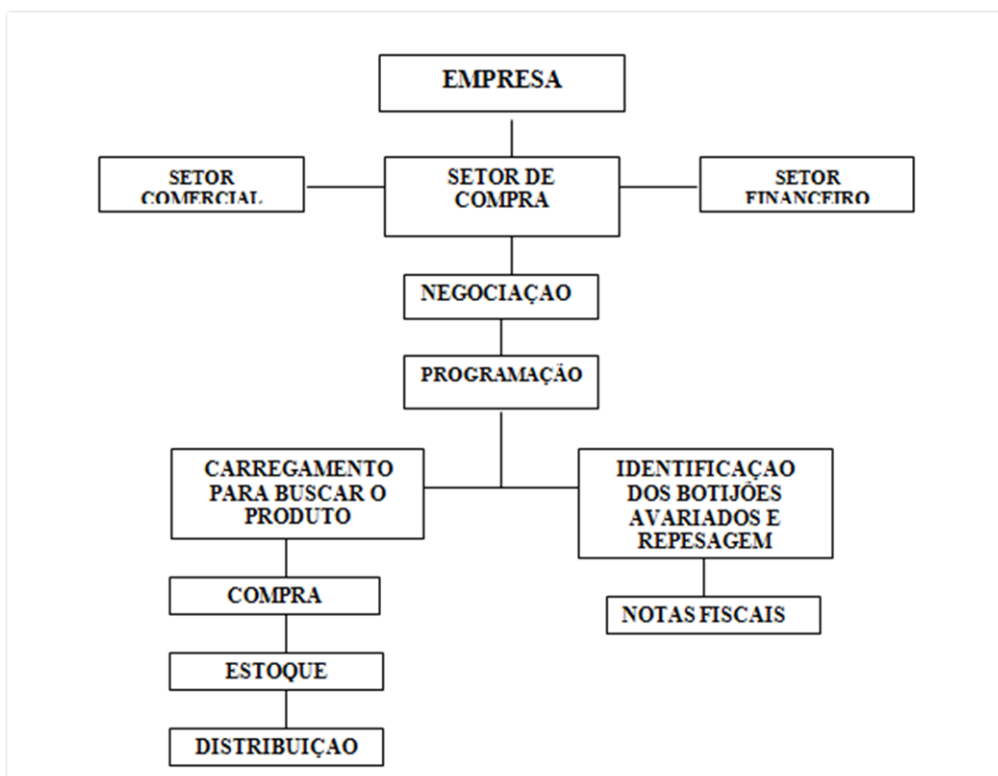 EMPRESA
SETOR
COMERCIAL
SETOR DE
COMPRA
SETOR
FINANCEIRO
NEGOCIAÇAO
PROGRAMAÇÃO
CARREGAMENTO
PARA BUSCAR O
PRODUTO
IDENTIFICAÇAO
DOS BOTIJÕES
AVARIADOS E
REPESAGEM
COMPRA
NOTAS FISCAIS
ESTOQUE
DISTRIBUIÇAO